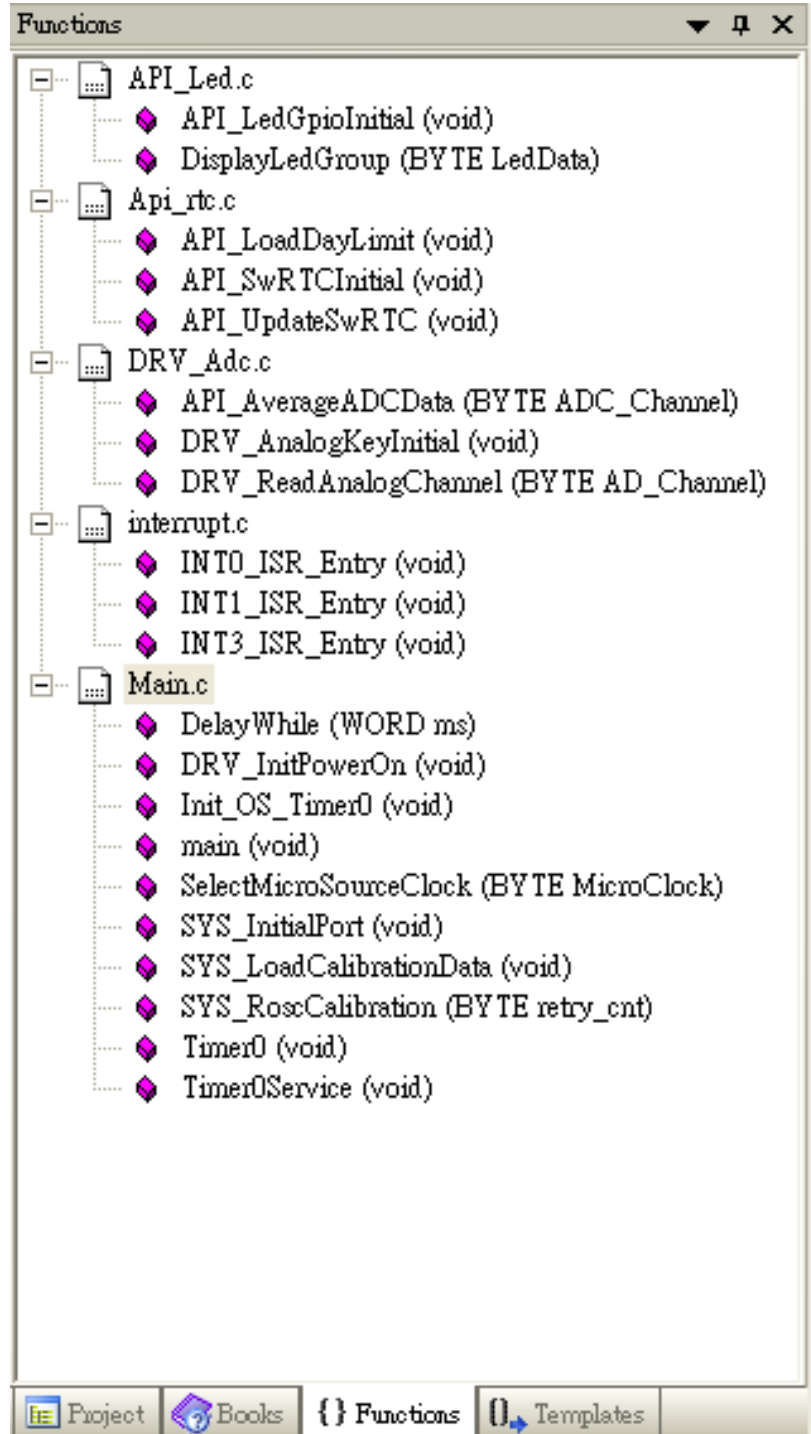 Functions
API_Led.c
API_LedGpioInitial (void)
DisplayLedGroup (BYTE LedData)
Api_rtc.c
API_LoadDayLimit (void)
API_SwRTCInitial (void)
API_UpdateSwRTC (void)
DRV_Adc.c
API_AverageADCData (BYTE ADC_Channel)
DRV_AnalogKeyInitial (void)
DRV_ReadAnalogChannel (BYTE AD_Channel)
interrupt.c
INT0_ISR_Entry (void)
INT1_ISR_Entry (void)
INT3_ISR_Entry (void)
Main.c
DelayWhile (WORD ms)
DRV_InitPowerOn (void)
Init_OS_Timer0 (void)
main (void)
SelectMicroSourceClock (BYTE MicroClock)
SYS_InitialPort (void)
SYS_LoadCalibrationData (void)
SYS_RoscCalibration (BYTE retry_cnt)
Timer0 (void)
Timer0Service (void)
Project Books {} Functions 0 Templates